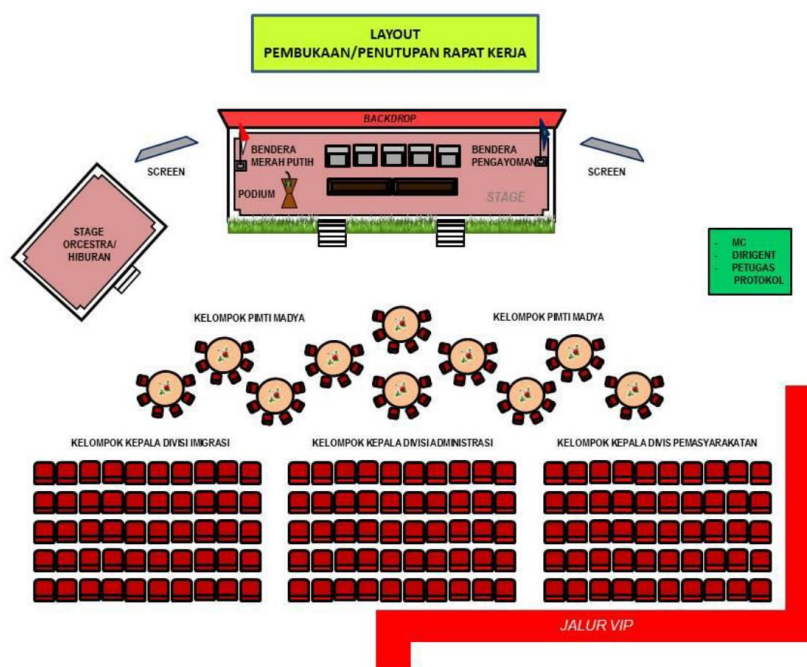 LAYOUT
PEMBUKAAN/PENUTUPAN RAPAT KERJA
BACKDROP
BENDERA
MERAH PUTIH
BENDERA
PENGAYOMAN
SCREEN
SCREEN
PODIUM
STAGE
STAGE
ORCESTRA/
HIBURAN
- MC
- DIRIGENT
- PETUGAS
PROTOKOL
KELOMPOK PIMTI MADYA
KELOMPOK PIMTI MADYA
KELOMPOK KEPALA DIVISI IMIGRASI
KELOMPOK KEPALA DIVISI ADMINISTRASI
KELOMPOK KEPALA DIVIS PEMASYARAKATAN
JALUR VIP